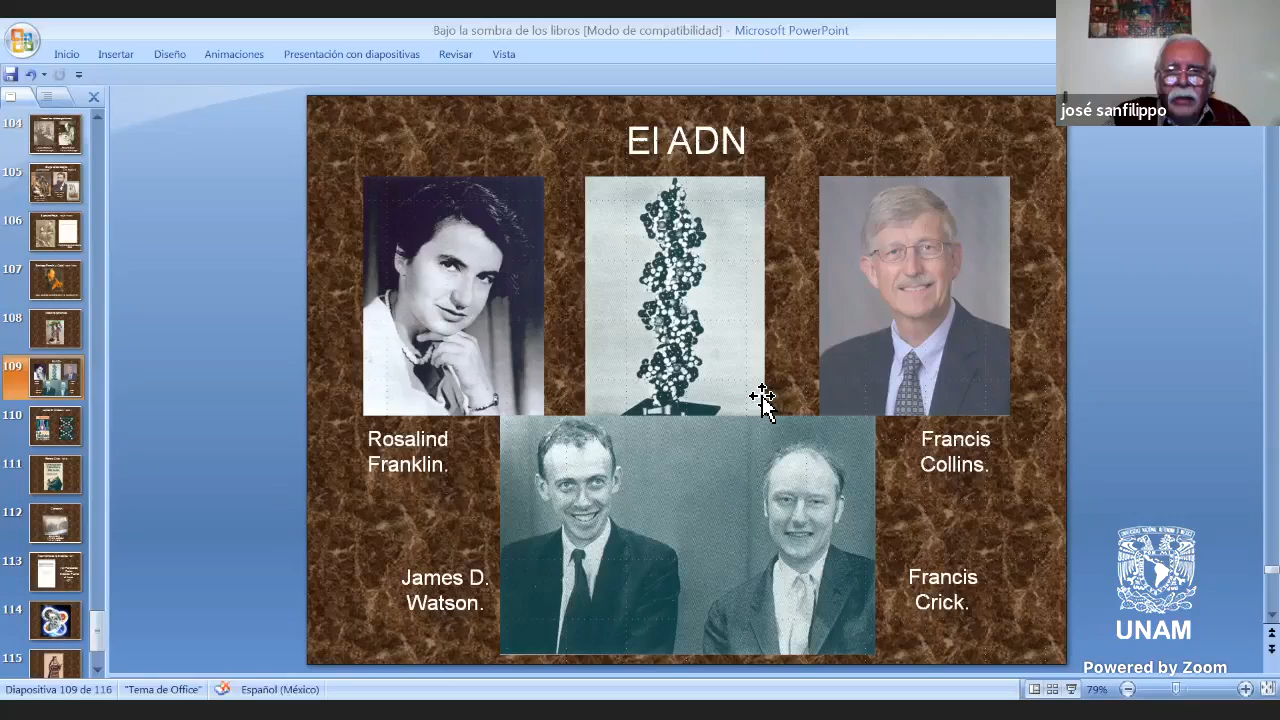 Bajo la sombra de los libros [Modo de compatibilidad] - Microsoft PowerPoint
Inicio Insertar Diseño Animaciones Presentación con diapositivas Revisar Vista
josé sanfilippo
104
105
106
107
108
109
110
111
112
113
114
115
El ADN
Rosalind
Franklin.
Francis
Collins.
James D.
Watson.
Francis
Crick.
UNAM
Powered by Zoom
Diapositiva 109 de 116 "Tema de Office" Español (México) 79%